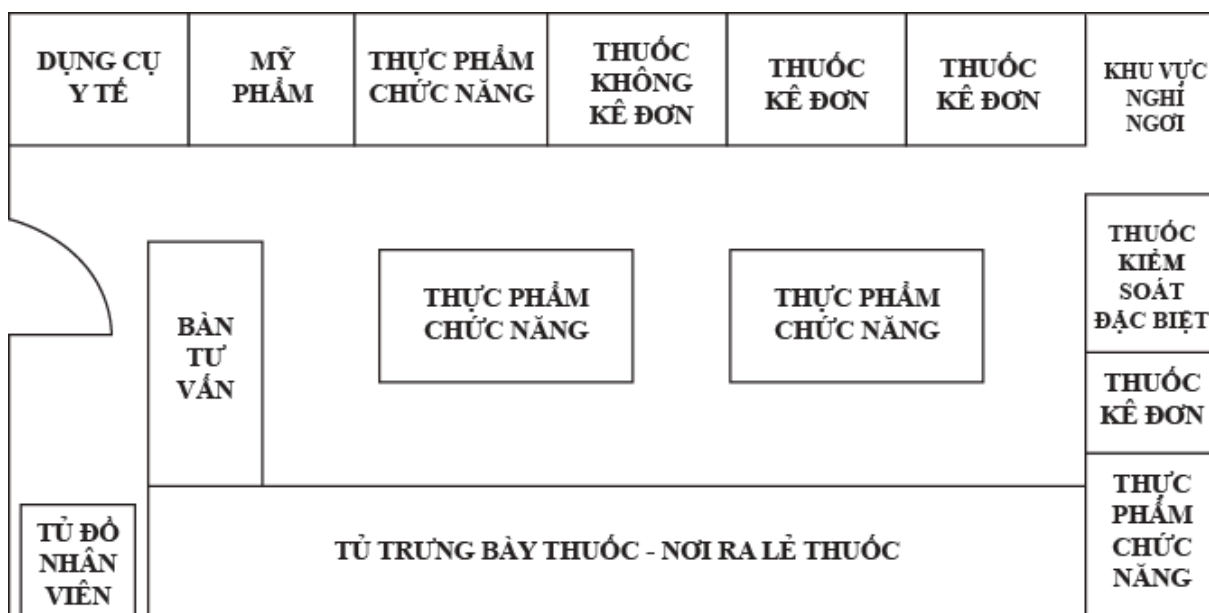 DỤNG CỤ
Y TẾ
MỸ
PHẨM
THỰC PHẨM
CHỨC NĂNG
THUỐC
KHÔNG
KÊ ĐƠN
THUỐC
KÊ ĐƠN
THUỐC
KÊ ĐƠN
KHU VỰC
NGHỈ
NGƠI
BÀN
TƯ
VẤN
THỰC PHẨM
CHỨC NĂNG
THỰC PHẨM
CHỨC NĂNG
THUỐC
KIỂM
SOÁT
ĐẶC BIỆT
THUỐC
KÊ ĐƠN
THỰC
PHẨM
CHỨC
NĂNG
TỦ ĐỒ
NHÂN
VIÊN
TỦ TRƯNG BÀY THUỐC - NƠI RA LẺ THUỐC